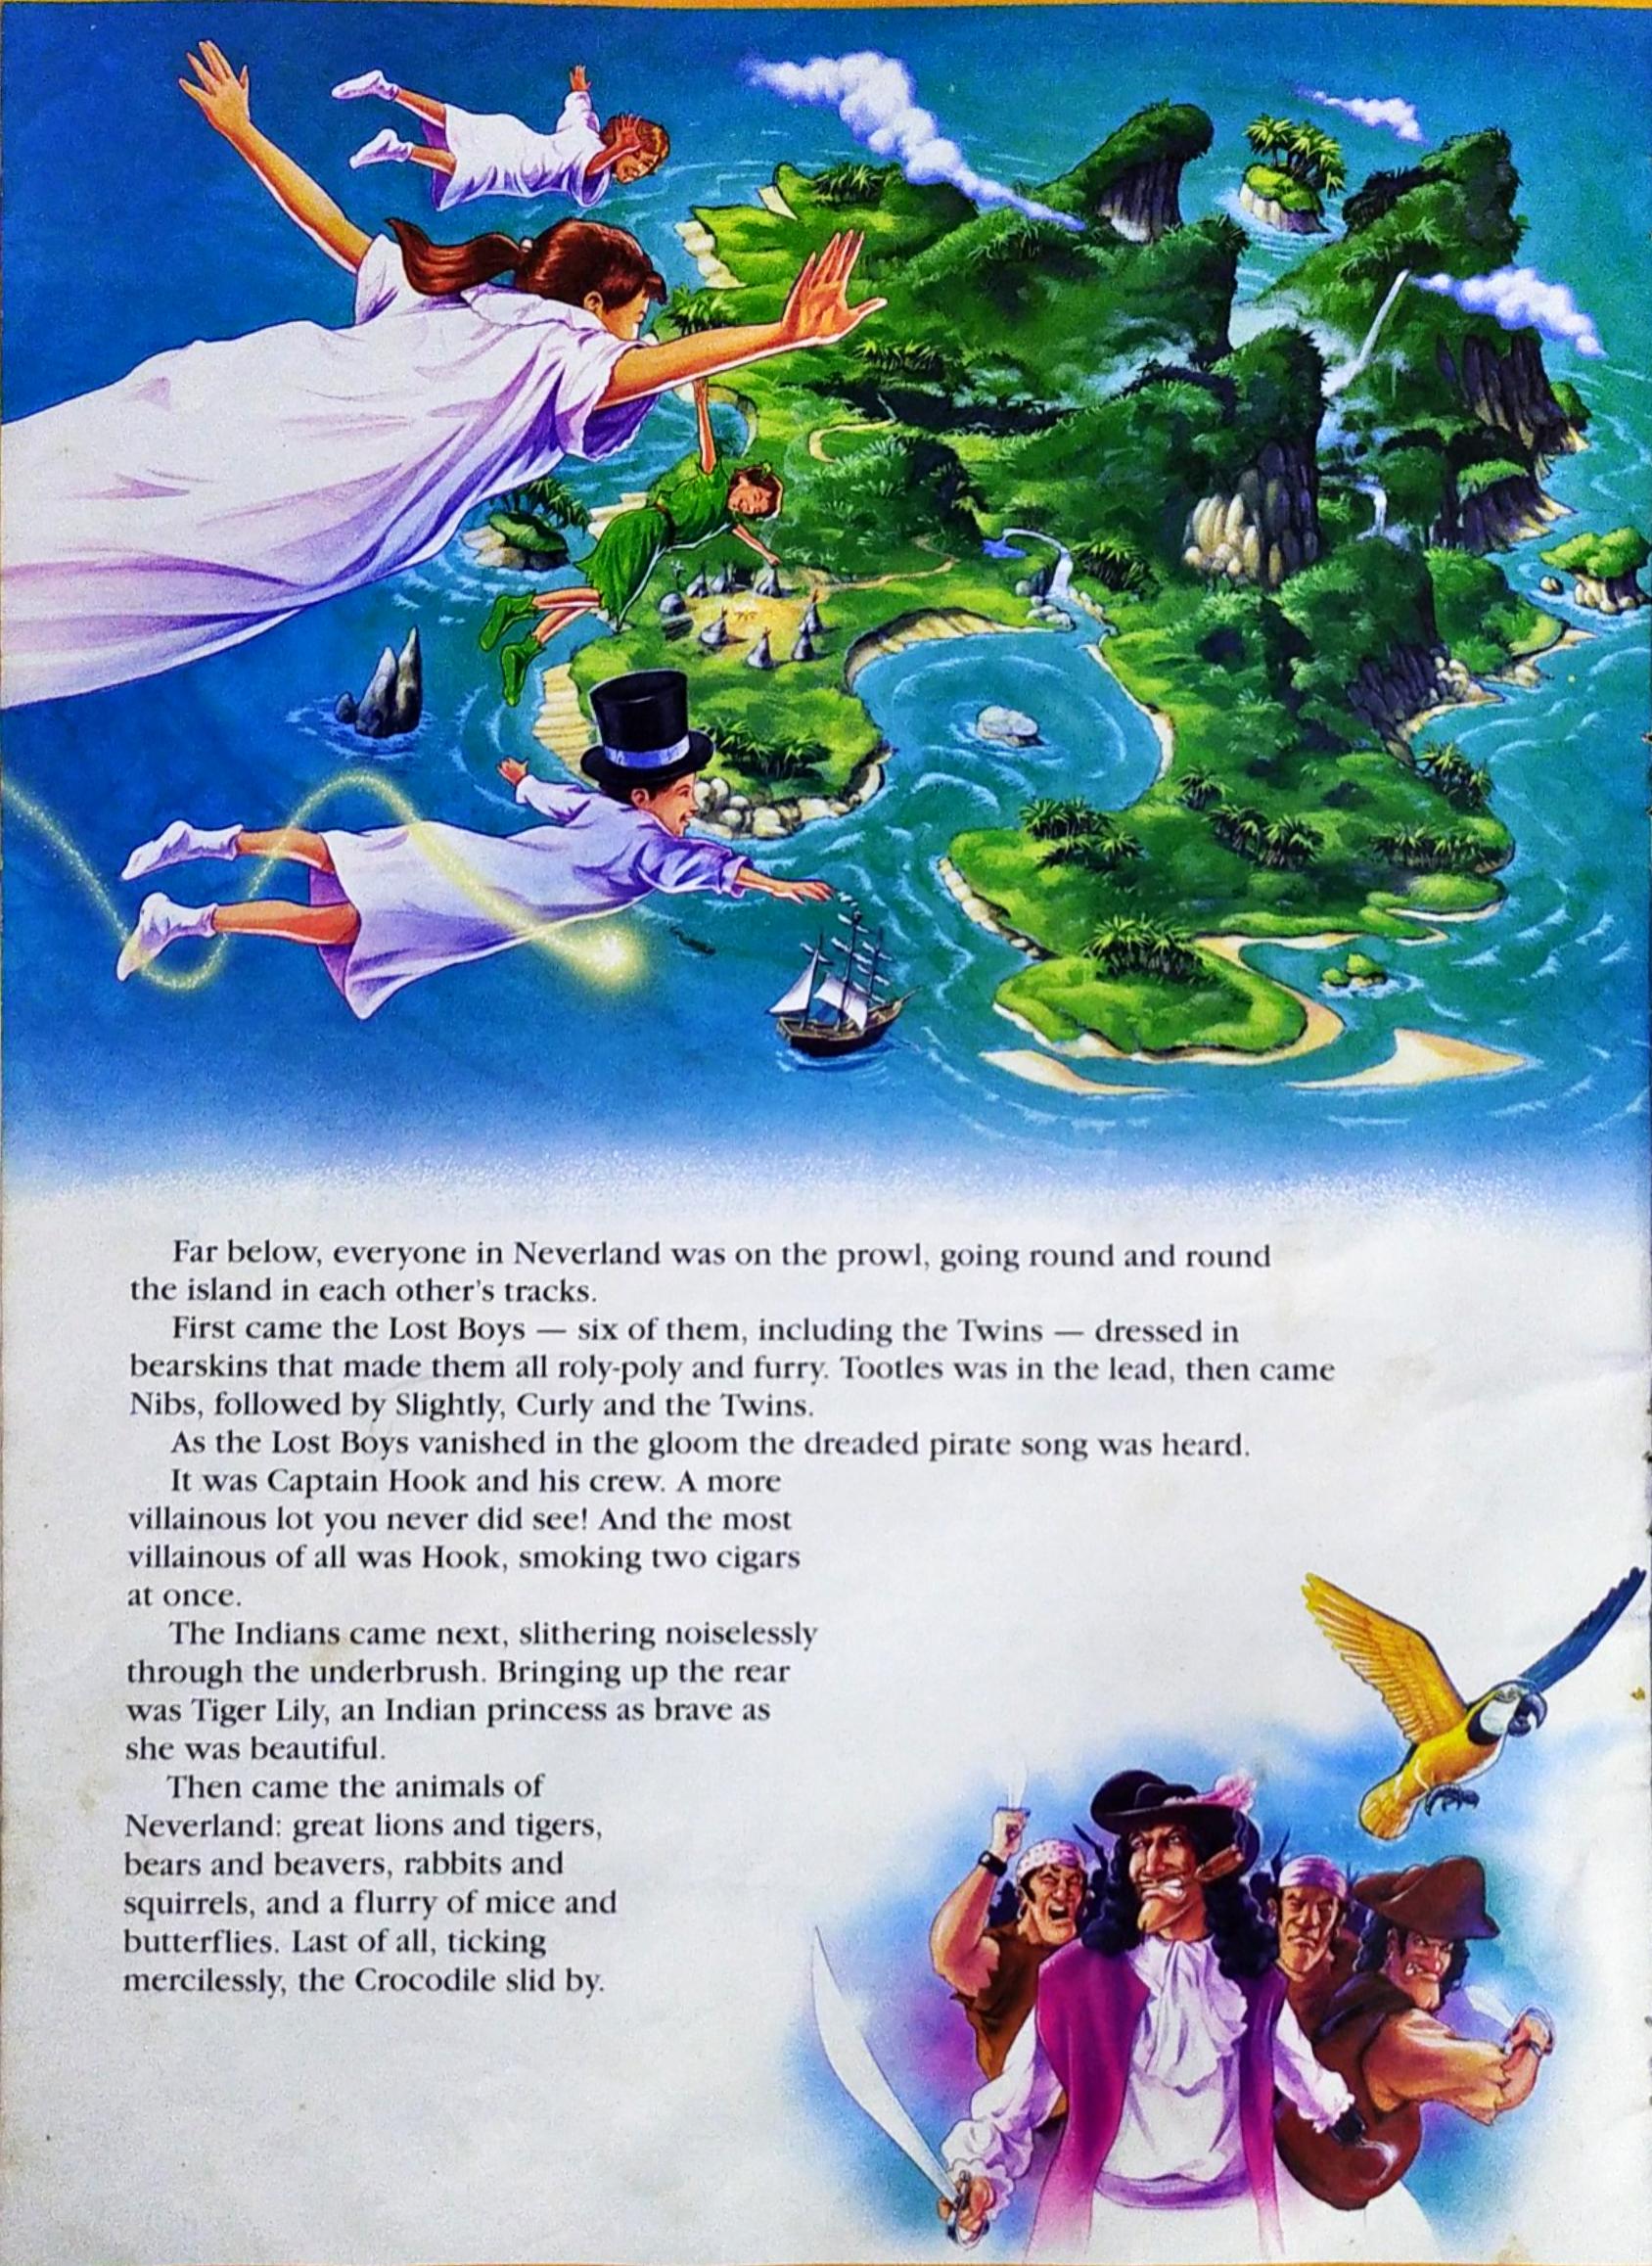 Far below, everyone in Neverland was on the prowl, going round and round
the island in each other's tracks.
First came the Lost Boys — six of them, including the Twins — dressed in
bearskins that made them all roly-poly and furry. Tootles was in the lead, then came
Nibs, followed by Slightly, Curly and the Twins.
As the Lost Boys vanished in the gloom the dreaded pirate song was heard.
It was Captain Hook and his crew. A more
villainous lot you never did see! And the most
villainous of all was Hook, smoking two cigars
at once.
The Indians came next, slithering noiselessly
through the underbrush. Bringing up the rear
was Tiger Lily, an Indian princess as brave as
she was beautiful.
Then came the animals of
Neverland: great lions and tigers,
bears and beavers, rabbits and
squirrels, and a flurry of mice and
butterflies. Last of all, ticking
mercilessly, the Crocodile slid by.